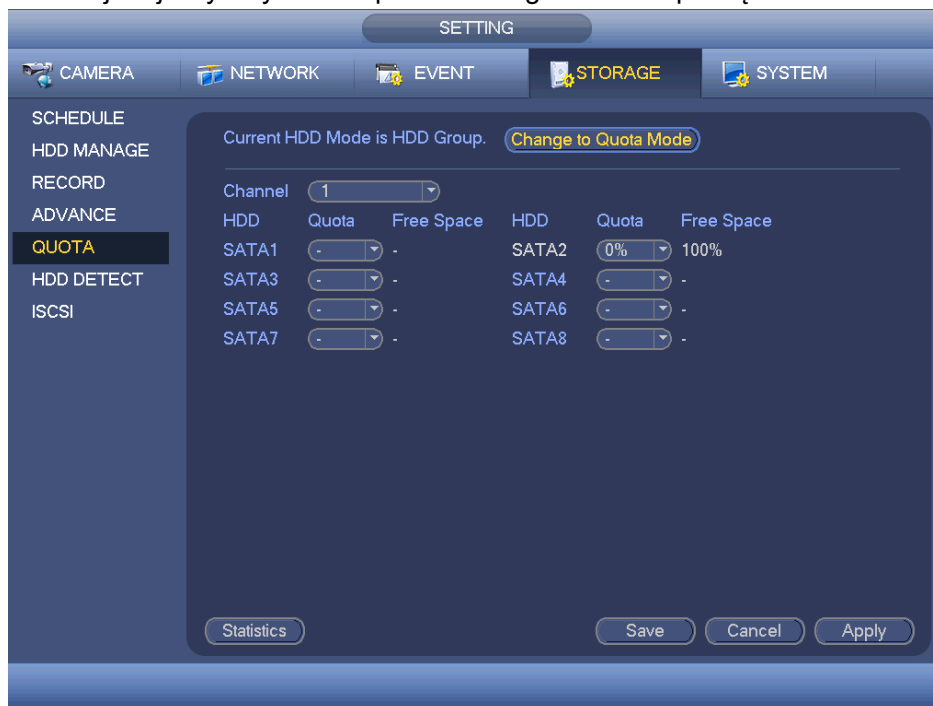 SETTING
CAMERA NETWORK EVENT STORAGE SYSTEM
SCHEDULE
HDD MANAGE
RECORD
ADVANCE
QUOTA
HDD DETECT
ISCSI
Current HDD Mode is HDD Group. Change to Quota Mode
Channel 1
HDD Quota Free Space HDD Quota Free Space
SATA1 - - SATA2 0% 100%
SATA3 - - SATA4 - -
SATA5 - - SATA6 - -
SATA7 - - SATA8 - -
Statistics Save Cancel Apply